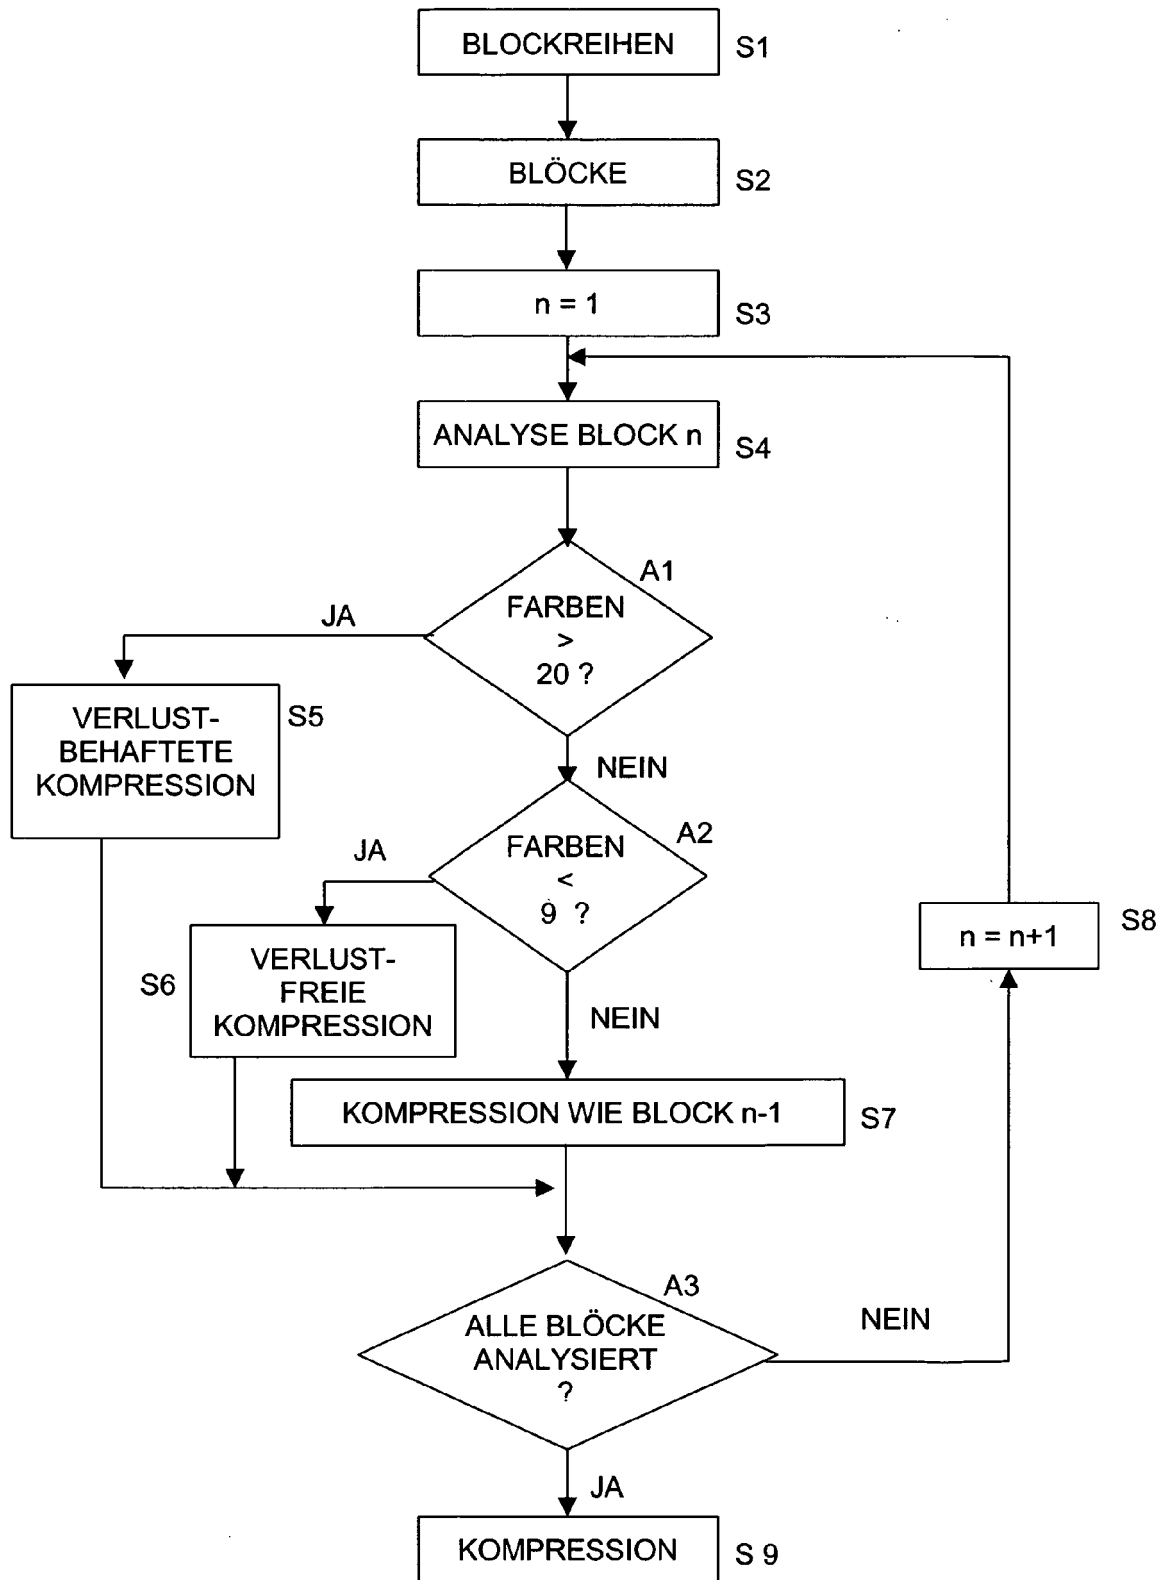 BLOCKREIHEN
S1
BLÖCKE
S2
n = 1
S3
ANALYSE BLOCK n
S4
A1
FARBEN
>
20 ?
JA
VERLUST-
BEHAFTETE
KOMPRESSION
S5
NEIN
A2
FARBEN
<
9 ?
JA
VERLUST-
FREIE
KOMPRESSION
S6
NEIN
n = n+1
S8
KOMPRESSION WIE BLOCK n-1
S7
A3
ALLE BLÖCKE
ANALYSIERT
?
NEIN
JA
KOMPRESSION
S 9